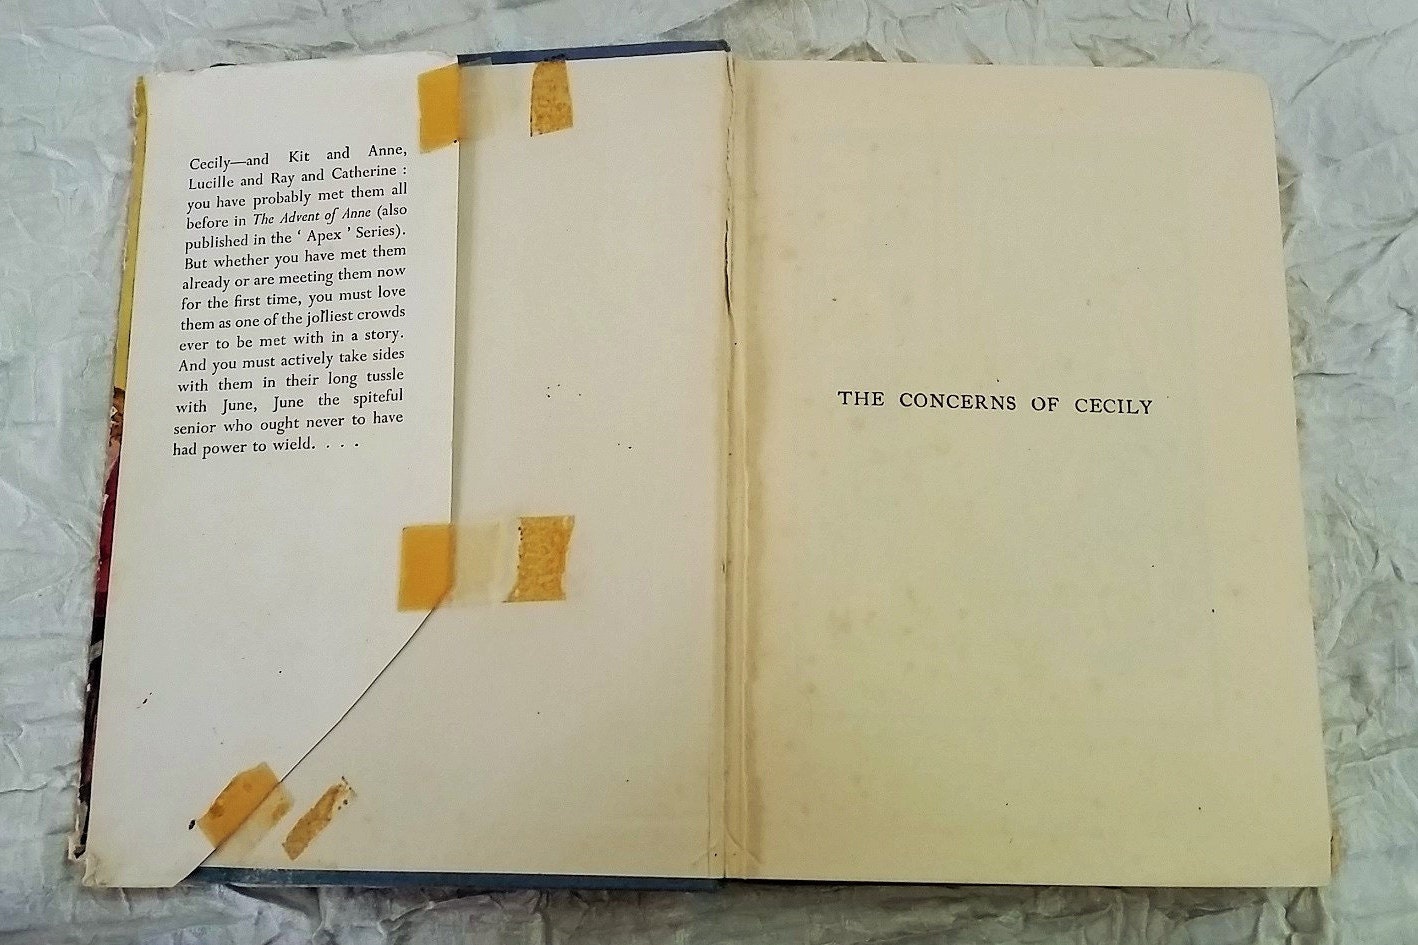 Cecily—and Kit and Anne,
Lucille and Ray and Catherine :
you have probably met them all
before in The Advent of Anne (also
published in the ‘ Apex ’ Series).
But whether you have met them
already or are meeting them now
for the first time, you must love
them as one of the jolliest crowds
ever to be met with in a story.
And you must actively take sides
with them in their long tussle
with June, June the spiteful
senior who ought never to have
had power to wield. . . .
THE CONCERNS OF CECILY